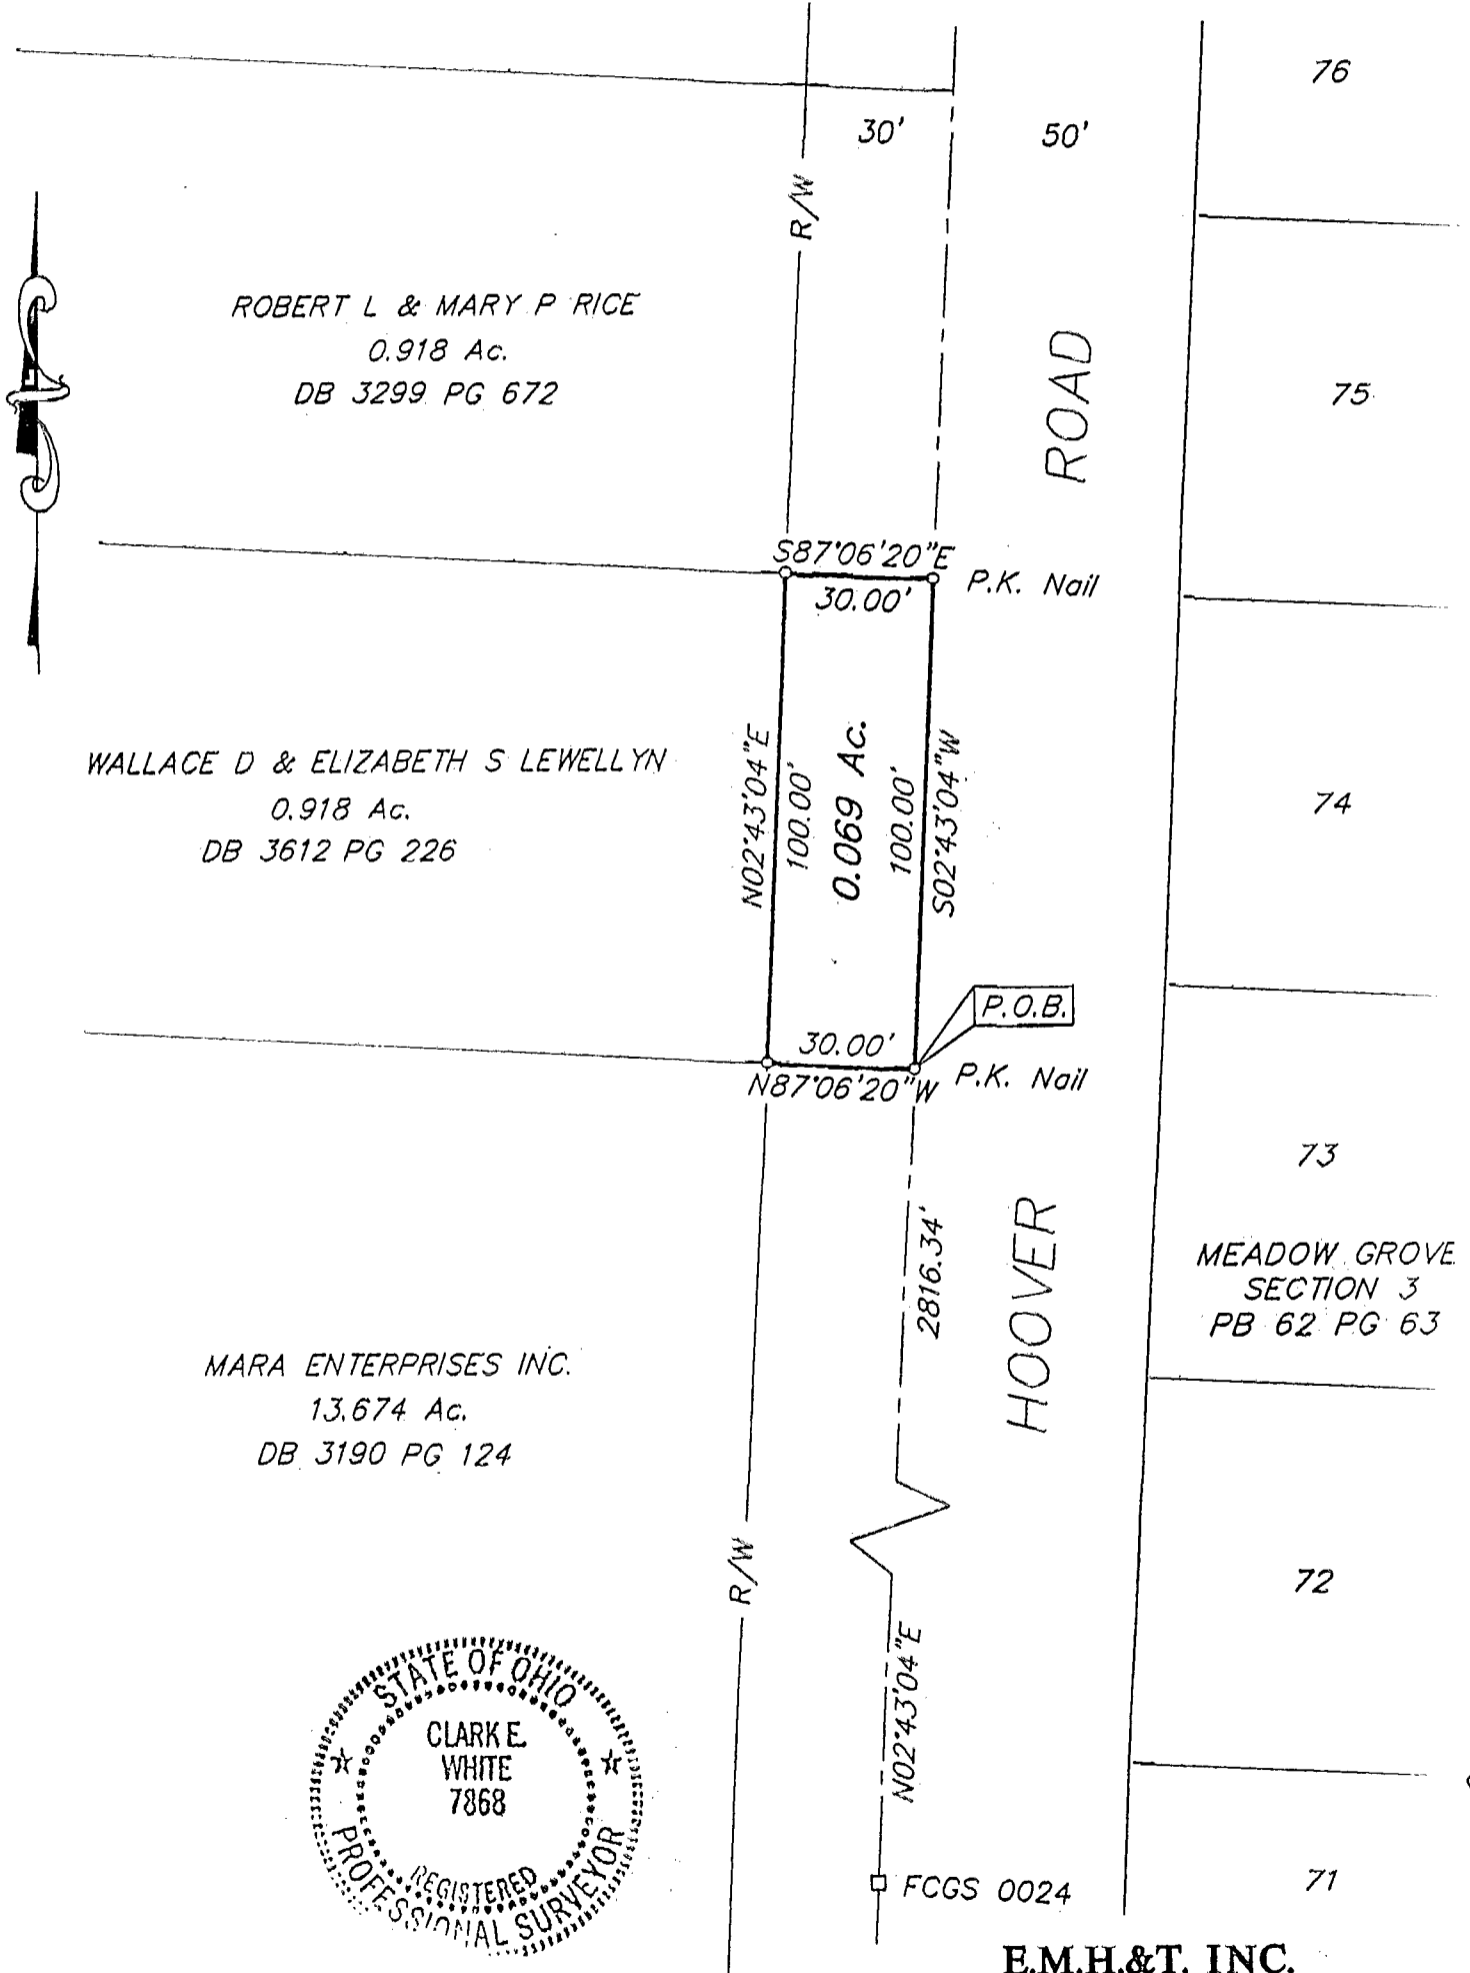 76
30'
50'
R/W
ROBERT L & MARY P RICE
0.918 Ac.
DB 3299 PG 672
ROAD
75
S87°06'20"E
P.K. Nail
30.00'
WALLACE D & ELIZABETH S LEWELLYN
0.918 Ac.
DB 3612 PG 226
N02°43'04"E
100.00'
0.069 Ac.
100.00'
S02°43'04"W
74
P.O.B.
30.00'
N87°06'20"W
P.K. Nail
73
2816.34'
HOOVER
MEADOW GROVE
SECTION 3
PB 62 PG 63
MARA ENTERPRISES INC.
13.674 Ac.
DB 3190 PG 124
R/W
72
N02°43'04"E
STATE OF OHIO
CLARK E.
WHITE
7868
REGISTERED
PROFESSIONAL SURVEYOR
FCGS 0024
71
E.M.H.&T. INC.